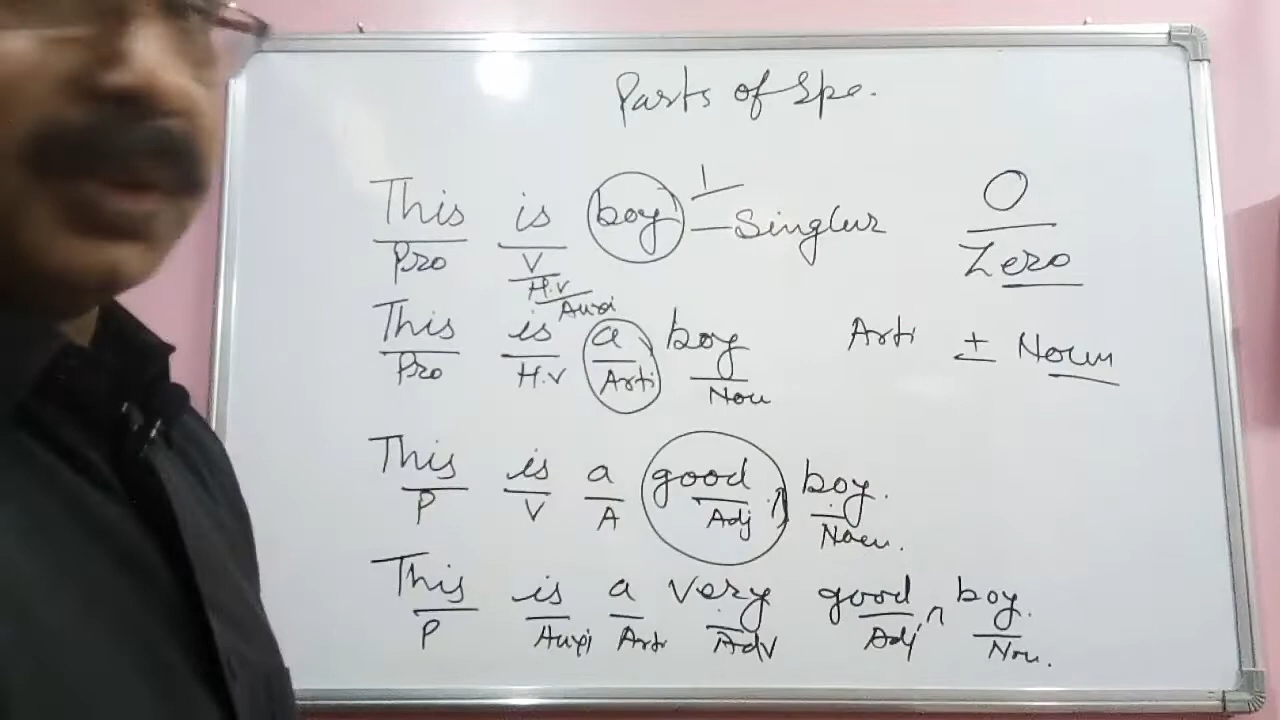 Parts of Spe.
This is boy 1 O
Pro V – Singlur Zero
H.V
Auxi
This is a boy Arti ± Noun
Pro H.V Arti Nou
This is a good boy.
P V A Adj Noun.
This is a very good boy.
P Auxi Arti Adv Adj Nou.